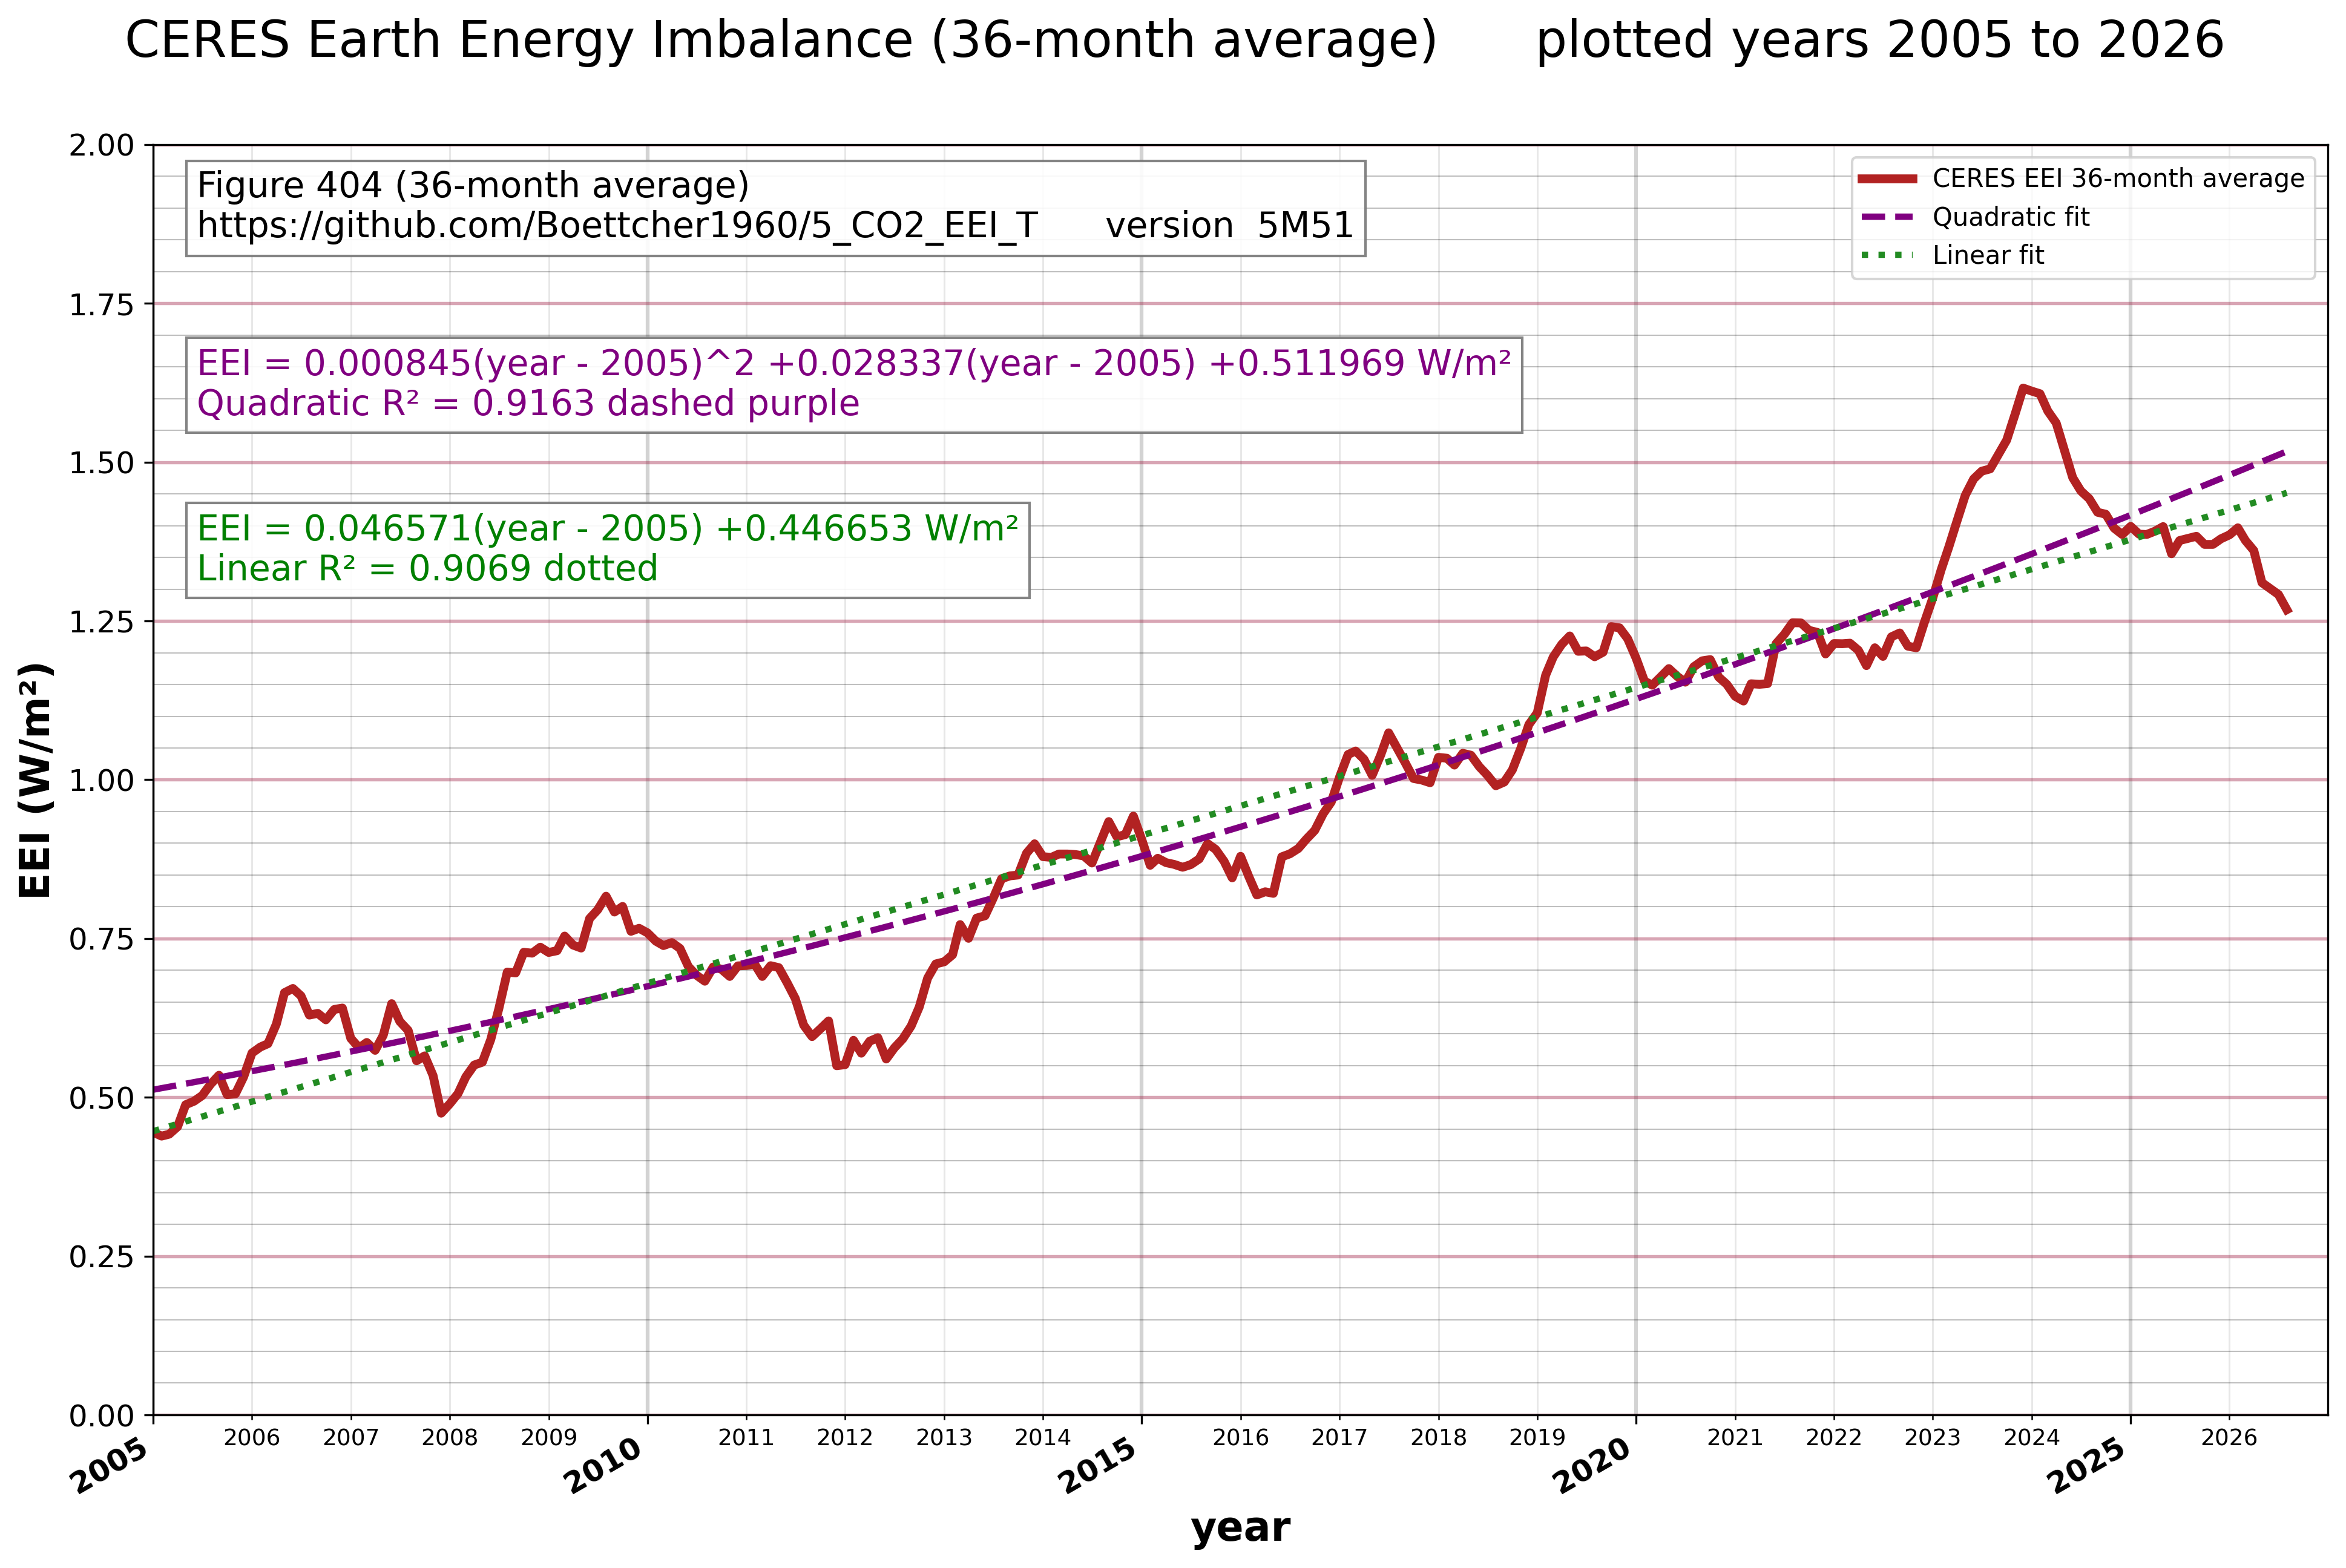 CERES Earth Energy Imbalance (36-month average)      plotted years 2005 to 2026
2.00
1.75
1.50
1.25
1.00
0.75
0.50
0.25
0.00
EEI (W/m²)
Figure 404 (36-month average)
https://github.com/Boettcher1960/5_CO2_EEI_T      version  5M51
CERES EEI 36-month average
Quadratic fit
Linear fit
EEI = 0.000845(year - 2005)^2 +0.028337(year - 2005) +0.511969 W/m²
Quadratic R² = 0.9163 dashed purple
EEI = 0.046571(year - 2005) +0.446653 W/m²
Linear R² = 0.9069 dotted
2005 2006 2007 2008 2009 2010 2011 2012 2013 2014 2015 2016 2017 2018 2019 2020 2021 2022 2023 2024 2025 2026
year